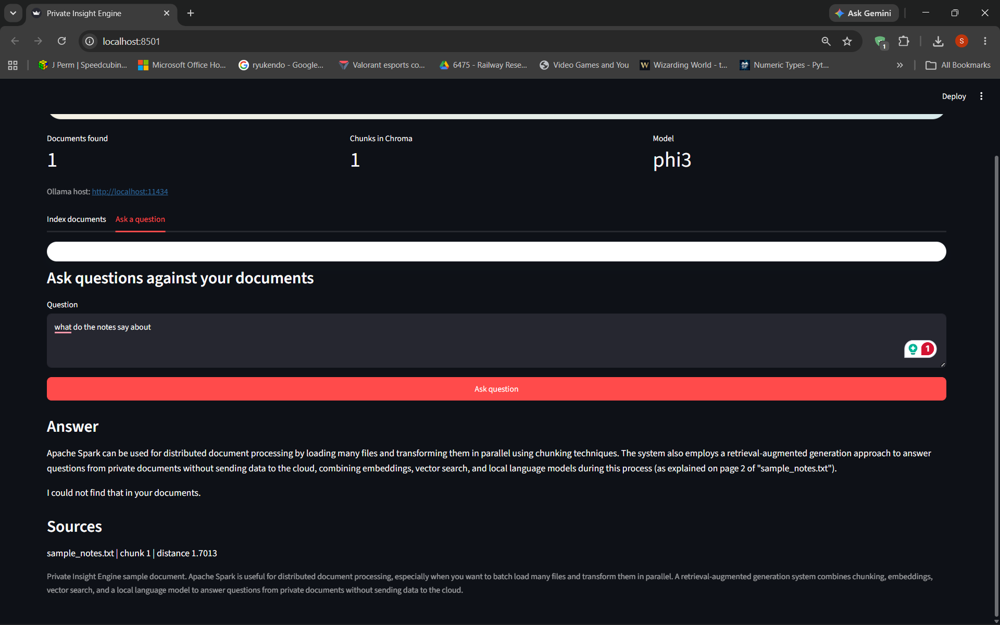 Private Insight Engine
Ask Gemini
localhost:8501
S
1
J Perm | Speedcubin...
Microsoft Office Ho...
ryukendo - Google...
Valorant esports co...
6475 - Railway Rese...
Video Games and You
W
Wizarding World - t...
SF
Numeric Types - Pyt...
All Bookmarks
Deploy
Documents found
Chunks in Chroma
Model
1
1
phi3
Ollama host: http://localhost:11434
Index documents
Ask a question
Ask questions against your documents
Question
what do the notes say about
1
Ask question
Answer
Apache Spark can be used for distributed document processing by loading many files and transforming them in parallel using chunking techniques. The system also employs a retrieval-augmented generation approach to answer
questions from private documents without sending data to the cloud, combining embeddings, vector search, and local language models during this process (as explained on page 2 of "sample_notes.txt").
I could not find that in your documents.
Sources
sample_notes.txt | chunk 1 | distance 1.7013
Private Insight Engine sample document. Apache Spark is useful for distributed document processing, especially when you want to batch load many files and transform them in parallel. A retrieval-augmented generation system combines chunking, embeddings,
vector search, and a local language model to answer questions from private documents without sending data to the cloud.